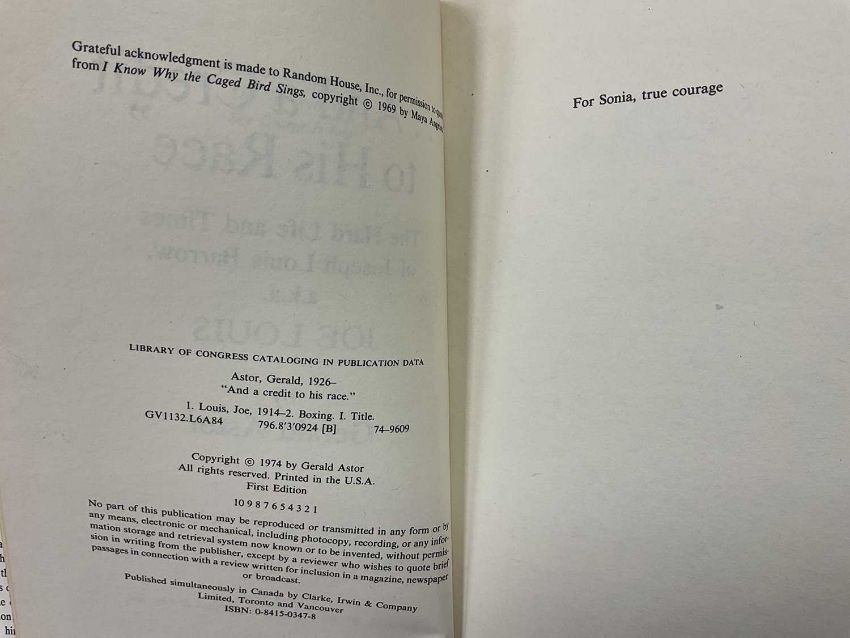 Grateful acknowledgment is made to Random House, Inc., for permission to
from I Know Why the Caged Bird Sings, copyright © 1969 by Maya
LIBRARY OF CONGRESS CATALOGING IN PUBLICATION DATA
Astor, Gerald, 1926–
"And a credit to his race."
1. Louis, Joe, 1914–2. Boxing. I. Title.
GV1132.L6A84 796.8'3'0924 [B] 74–9609
Copyright © 1974 by Gerald Astor
All rights reserved. Printed in the U.S.A.
First Edition
10 9 8 7 6 5 4 3 2 1
No part of this publication may be reproduced or transmitted in any form or by
any means, electronic or mechanical, including photocopy, recording, or any infor-
mation storage and retrieval system now known or to be invented, without permis-
sion in writing from the publisher, except by a reviewer who wishes to quote brief
passages in connection with a review written for inclusion in a magazine, newspaper
or broadcast.
Published simultaneously in Canada by Clarke, Irwin & Company
Limited, Toronto and Vancouver
ISBN: 0-8415-0347-8
For Sonia, true courage